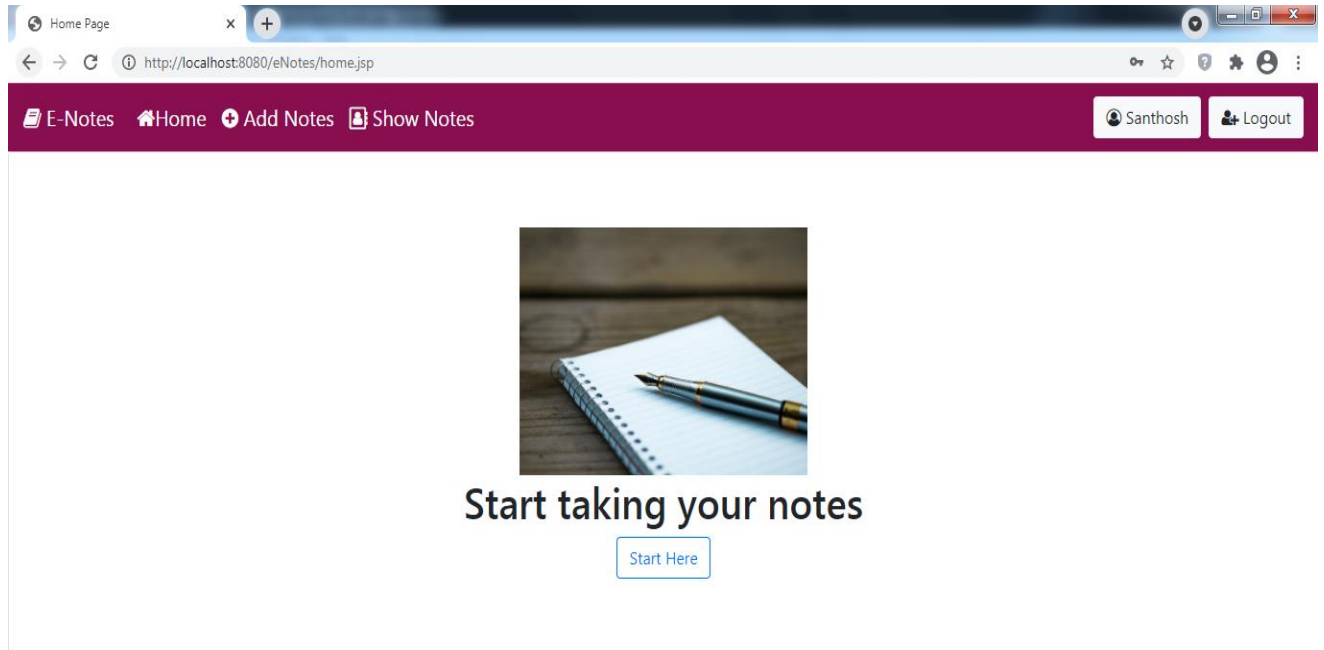 Home Page
http://localhost:8080/eNotes/home.jsp
E-Notes Home Add Notes Show Notes Santhosh Logout
Start taking your notes
Start Here